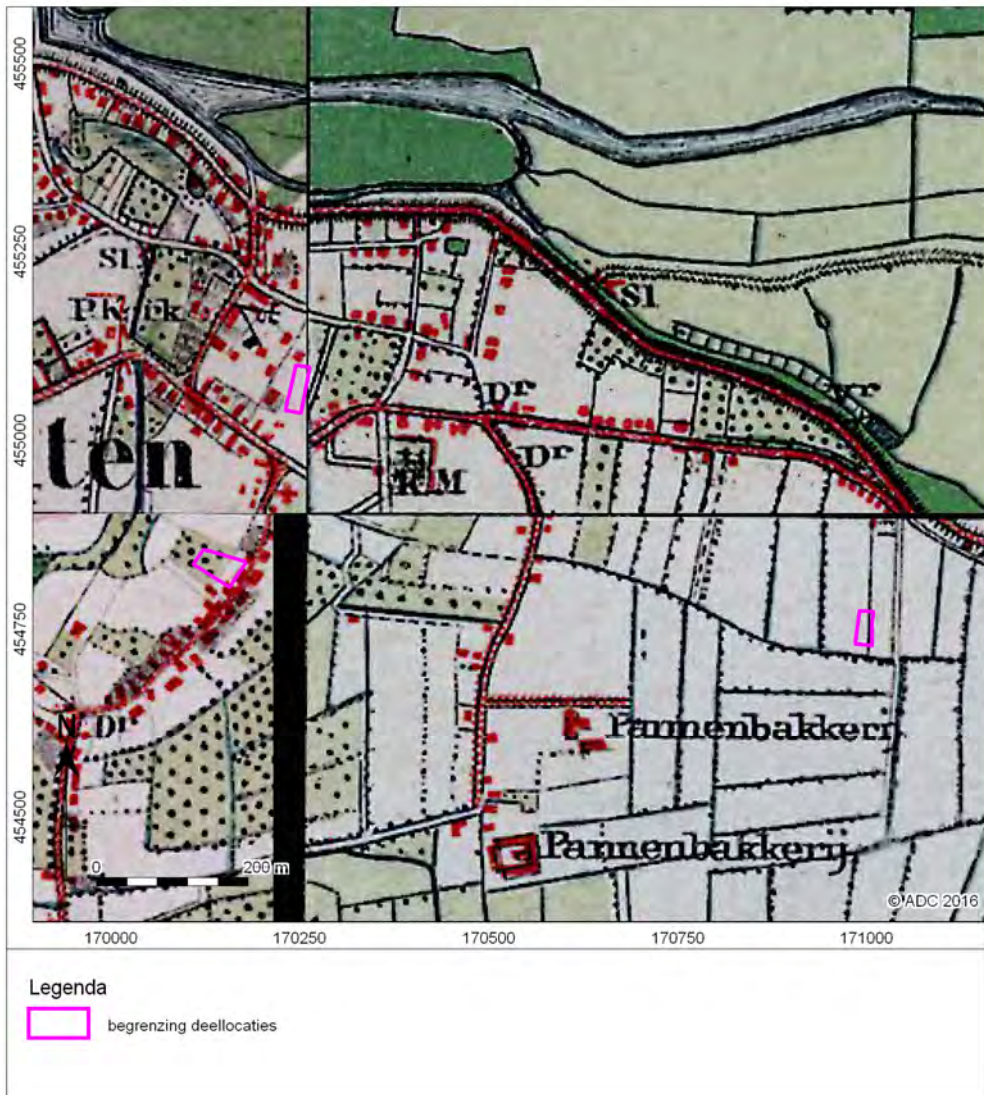 455500
455250
455000
454750
454500
Sl.
P.Kerk
Sl
Dr
Dr
ten
R.M
N.Dr
Pannenbakkerij
Pannenbakkerij
0 200 m
© ADC 2016
170000 170250 170500 170750 171000
Legenda
begrenzing deellocaties